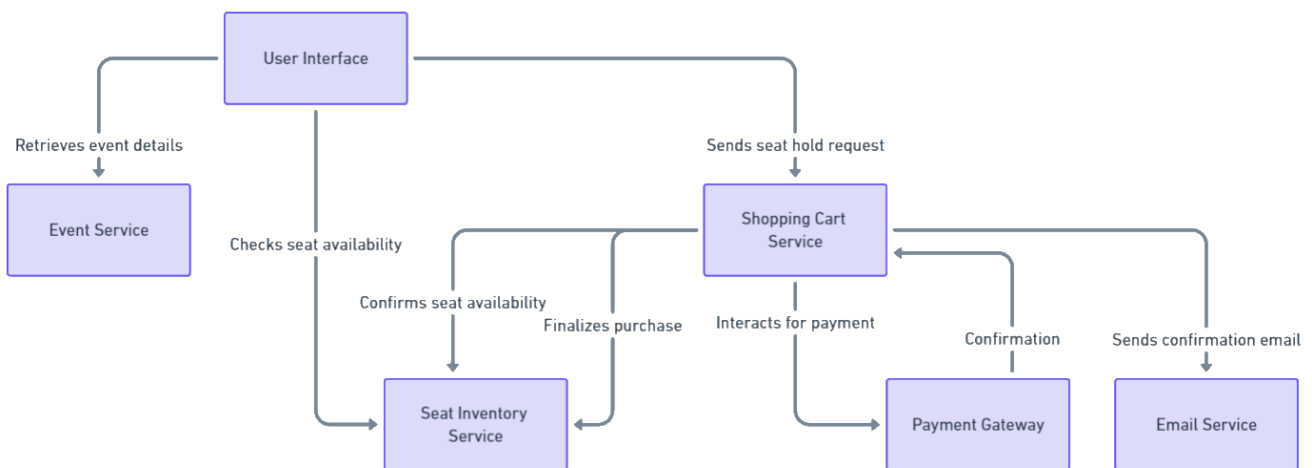 User Interface
Retrieves event details
Sends seat hold request
Event Service
Shopping Cart
Service
Checks seat availability
Confirms seat availability
Finalizes purchase
Interacts for payment
Confirmation
Sends confirmation email
Seat Inventory
Service
Payment Gateway
Email Service